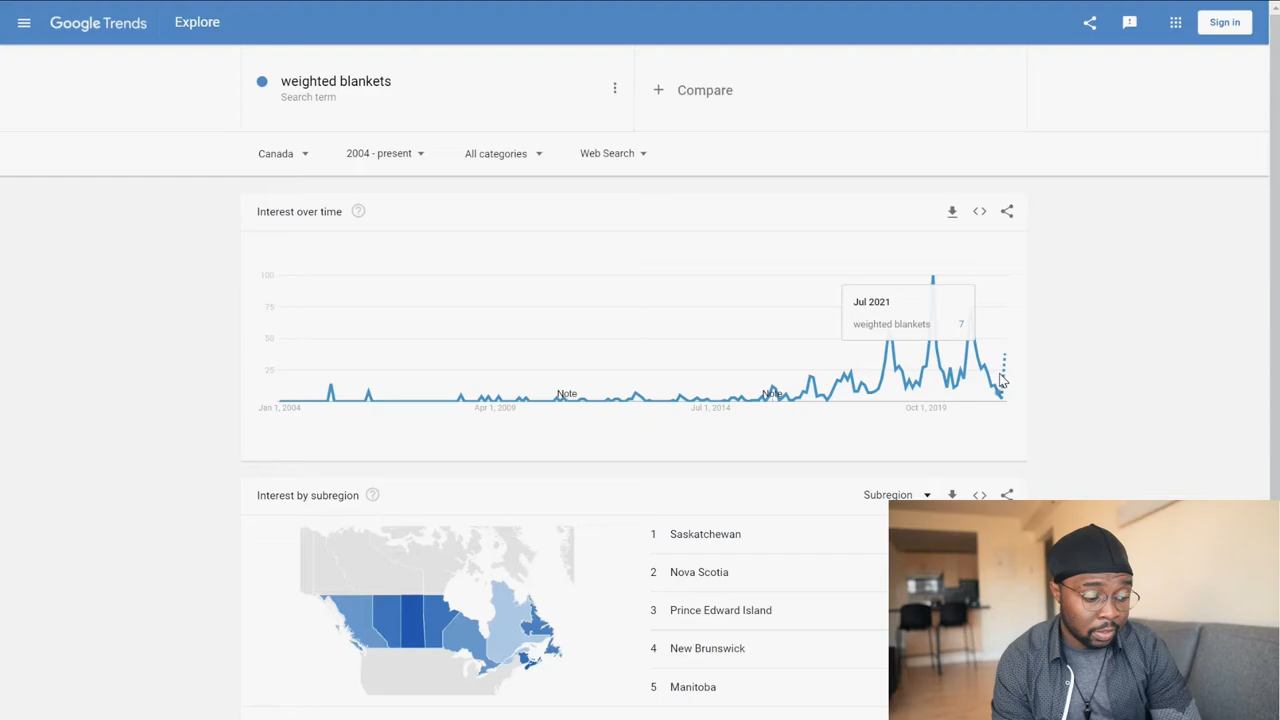 Google Trends
Explore
Sign in
weighted blankets
Search term
+ Compare
Canada
2004 - present
All categories
Web Search
Interest over time
100
75
50
25
Jul 2021
weighted blankets 7
Note
Note
Jan 1, 2004
Apr 1, 2009
Jul 1, 2014
Oct 1, 2019
Interest by subregion
Subregion
1 Saskatchewan
2 Nova Scotia
3 Prince Edward Island
4 New Brunswick
5 Manitoba